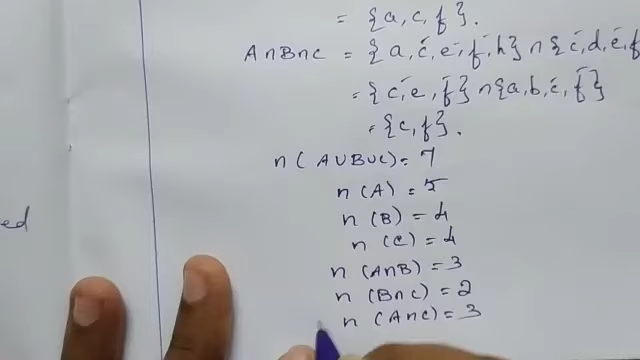 = {a, c, f}.
A∩B∩C = {a, c, e, f, h} ∩ {c, d, e, f
= {c, e, f} ∩ {a, b, c, f}
= {c, f}.
n(A∪B∪C) = 7
n(A) = 5
n(B) = 4
n(C) = 4
ed
n(A∩B) = 3
n(B∩C) = 2
n(A∩C) = 3